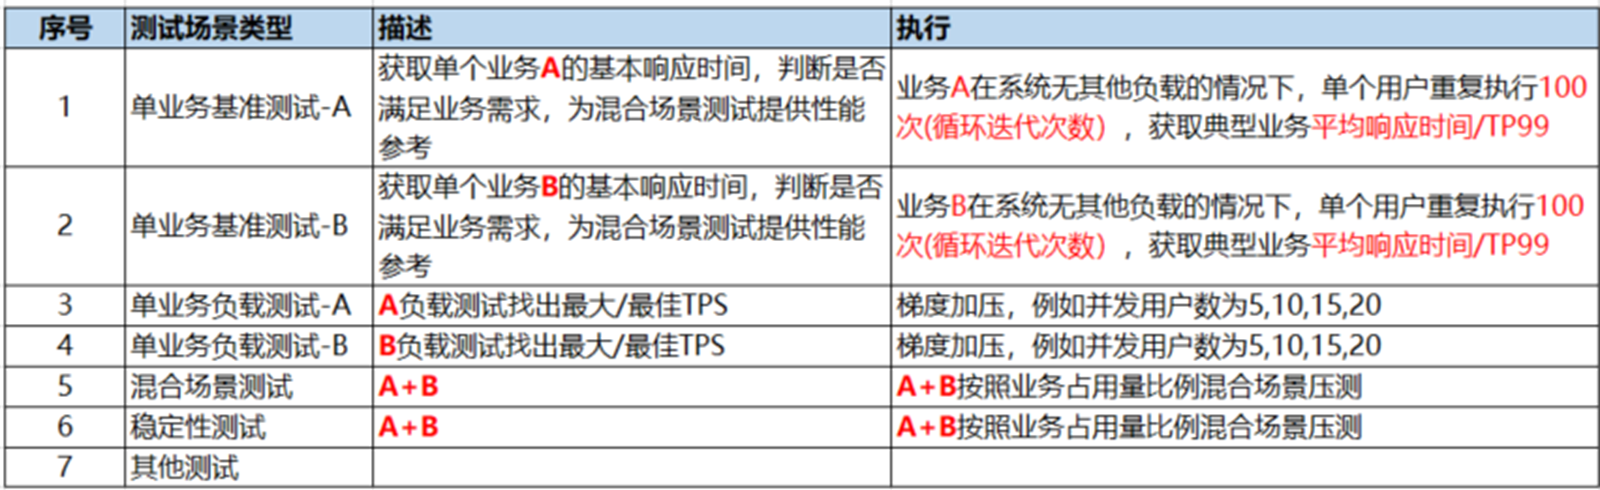 序号 测试场景类型 描述 执行
1 单业务基准测试-A 获取单个业务A的基本响应时间，判断是否
满足业务需求，为混合场景测试提供性能
参考
业务A在系统无其他负载的情况下，单个用户重复执行100
次(循环迭代次数），获取典型业务平均响应时间/TP99
2 单业务基准测试-B 获取单个业务B的基本响应时间，判断是否
满足业务需求，为混合场景测试提供性能
参考
业务B在系统无其他负载的情况下，单个用户重复执行100
次(循环迭代次数），获取典型业务平均响应时间/TP99
3 单业务负载测试-A A负载测试找出最大/最佳TPS 梯度加压，例如并发用户数为5,10,15,20
4 单业务负载测试-B B负载测试找出最大/最佳TPS 梯度加压，例如并发用户数为5,10,15,20
5 混合场景测试 A+B A+B按照业务占用量比例混合场景压测
6 稳定性测试 A+B A+B按照业务占用量比例混合场景压测
7 其他测试